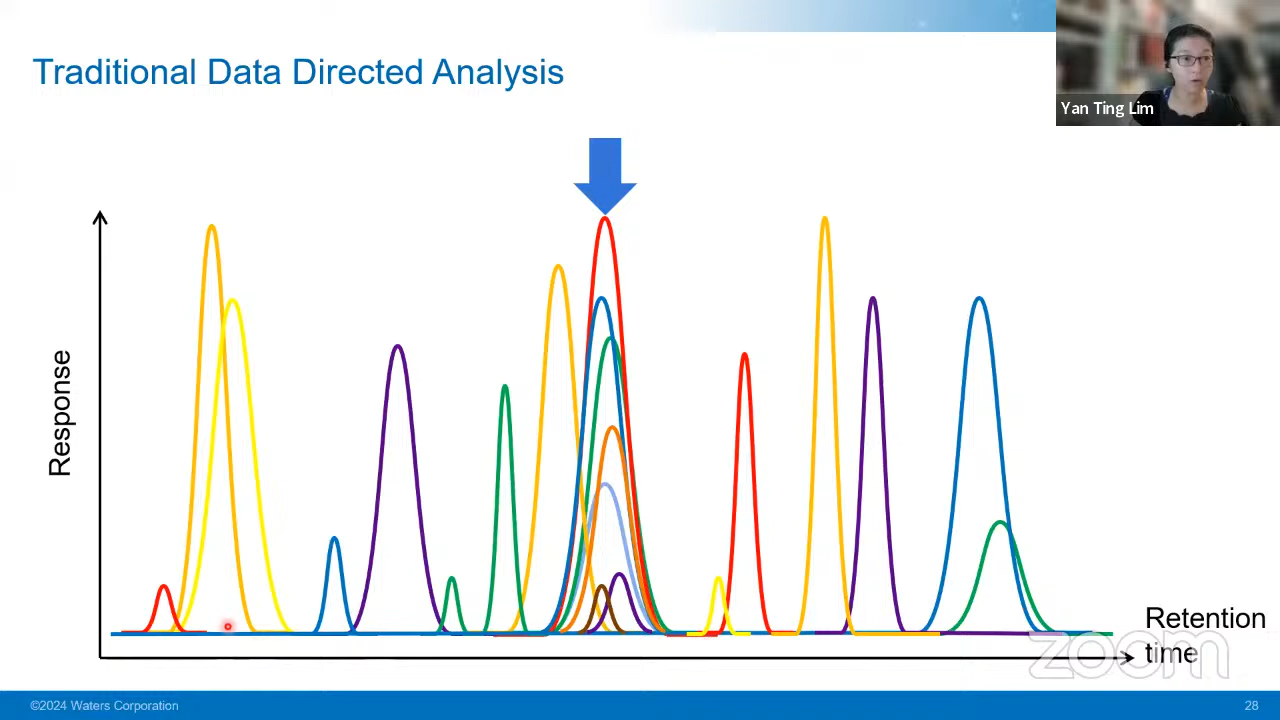 Traditional Data Directed Analysis
Yan Ting Lim
Response
Retention
time
zoom
©2024 Waters Corporation
28